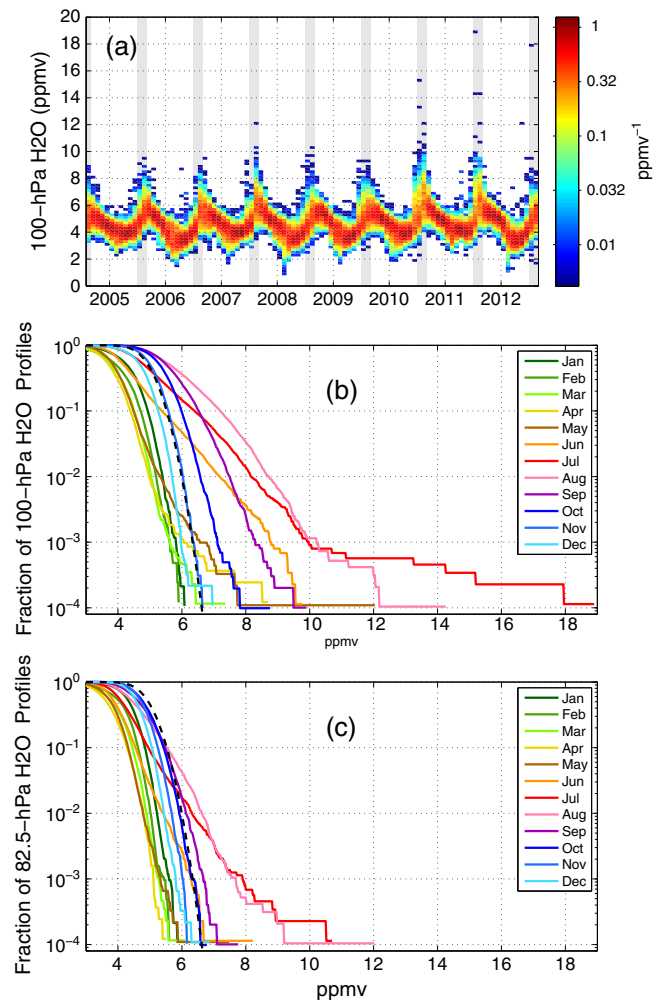 (a)
100-hPa H2O (ppmv)
20
18
16
14
12
10
8
6
4
2
0
2005 2006 2007 2008 2009 2010 2011 2012
1
0.32
0.1
0.032
0.01
ppmv⁻¹
(b)
Fraction of 100-hPa H2O Profiles
10⁰
10⁻¹
10⁻²
10⁻³
10⁻⁴
4 6 8 10 12 14 16 18
ppmv
Jan
Feb
Mar
Apr
May
Jun
Jul
Aug
Sep
Oct
Nov
Dec
(c)
Fraction of 82.5-hPa H2O Profiles
10⁰
10⁻¹
10⁻²
10⁻³
10⁻⁴
4 6 8 10 12 14 16 18
ppmv
Jan
Feb
Mar
Apr
May
Jun
Jul
Aug
Sep
Oct
Nov
Dec